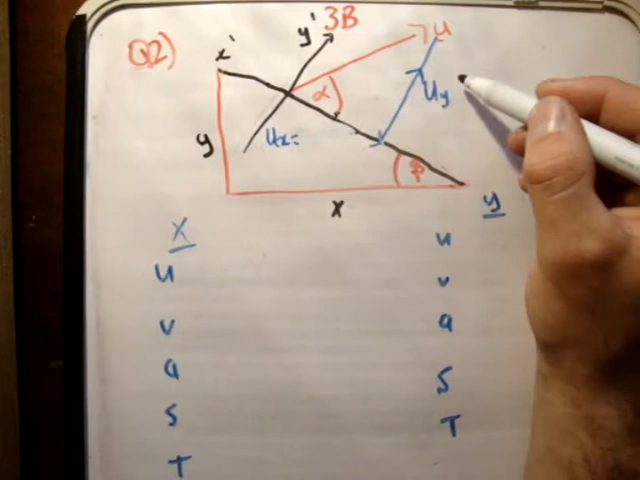 Q2)
x'
y'
3B
u
α
Uy
y
Ux=
β
x
X
y
u
u
v
v
a
a
s
s
T
T